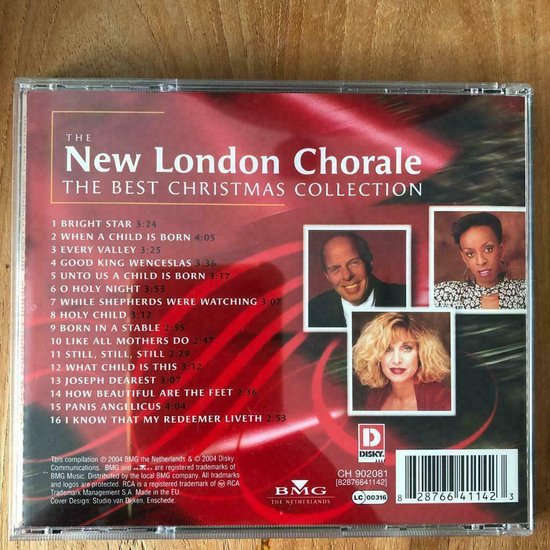 THE
New London Chorale
THE BEST CHRISTMAS COLLECTION
1 BRIGHT STAR 3:24
2 WHEN A CHILD IS BORN 4:05
3 EVERY VALLEY 3:25
4 GOOD KING WENCESLAS 3:36
5 UNTO US A CHILD IS BORN 3:17
6 O HOLY NIGHT 3:53
7 WHILE SHEPHERDS WERE WATCHING 3:07
8 HOLY CHILD 3:12
9 BORN IN A STABLE 2:55
10 LIKE ALL MOTHERS DO 2:47
11 STILL, STILL, STILL 2:29
12 WHAT CHILD IS THIS 3:12
13 JOSEPH DEAREST 3:07
14 HOW BEAUTIFUL ARE THE FEET 2:36
15 PANIS ANGELICUS 4:04
16 I KNOW THAT MY REDEEMER LIVETH 2:53
This compilation ℗ 2004 BMG the Netherlands & © 2004 Disky
Communications. BMG and BMG are registered trademarks of
BMG Music. Distributed by the local BMG company. All trademarks
and logos are protected. RCA is a registered trademark of RCA
Trademark Management S.A. Made in the EU.
Cover Design: Studio van Dijken, Enschede.
BMG
THE NETHERLANDS
D
DISKY
CH 902081
[82876641142]
LC 00316
8 28766 41142 3